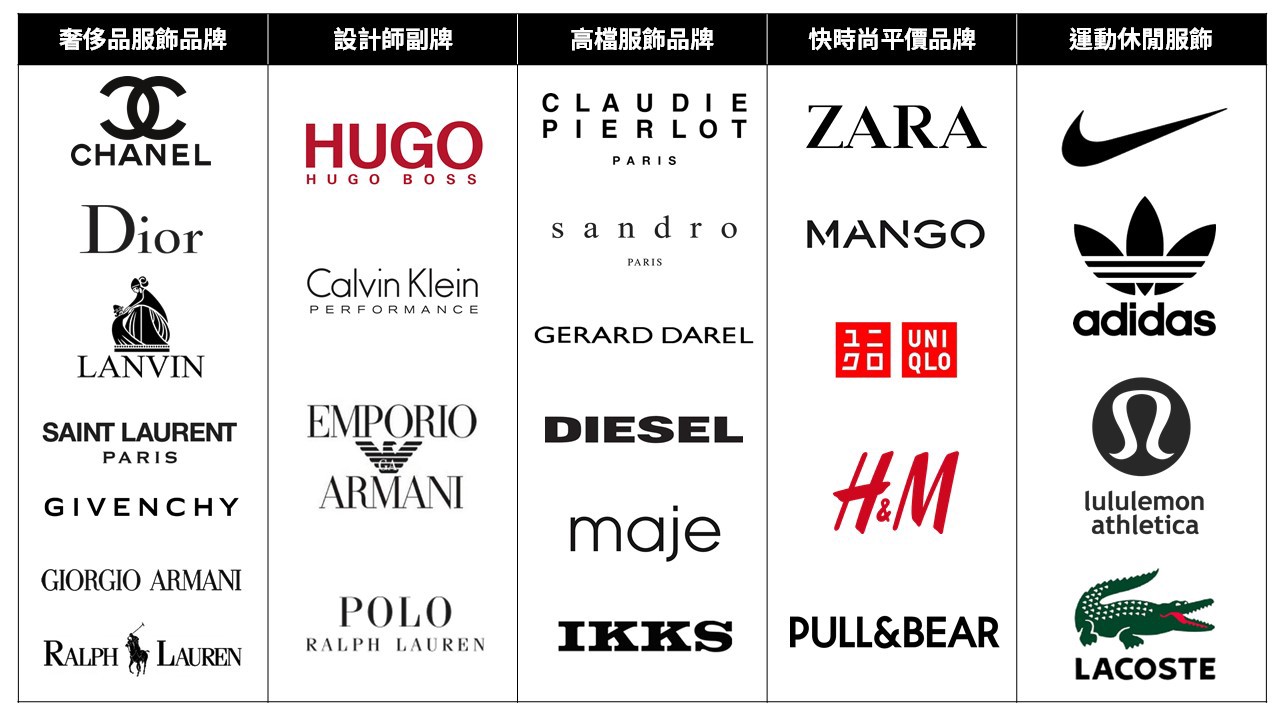 奢侈品服飾品牌
CHANEL
Dior
LANVIN
SAINT LAURENT
PARIS
GIVENCHY
GIORGIO ARMANI
RALPH LAUREN
設計師副牌
HUGO
HUGO BOSS
Calvin Klein
PERFORMANCE
EMPORIO
GA
ARMANI
POLO
RALPH LAUREN
高檔服飾品牌
CLAUDIE
PIERLOT
PARIS
sandro
PARIS
GERARD DAREL
DIESEL
maje
IKKS
快時尚平價品牌
ZARA
MANGO
ユニ UNI
クロ QLO
H&M
PULL&BEAR
運動休閒服飾
adidas
lululemon
athletica
LACOSTE